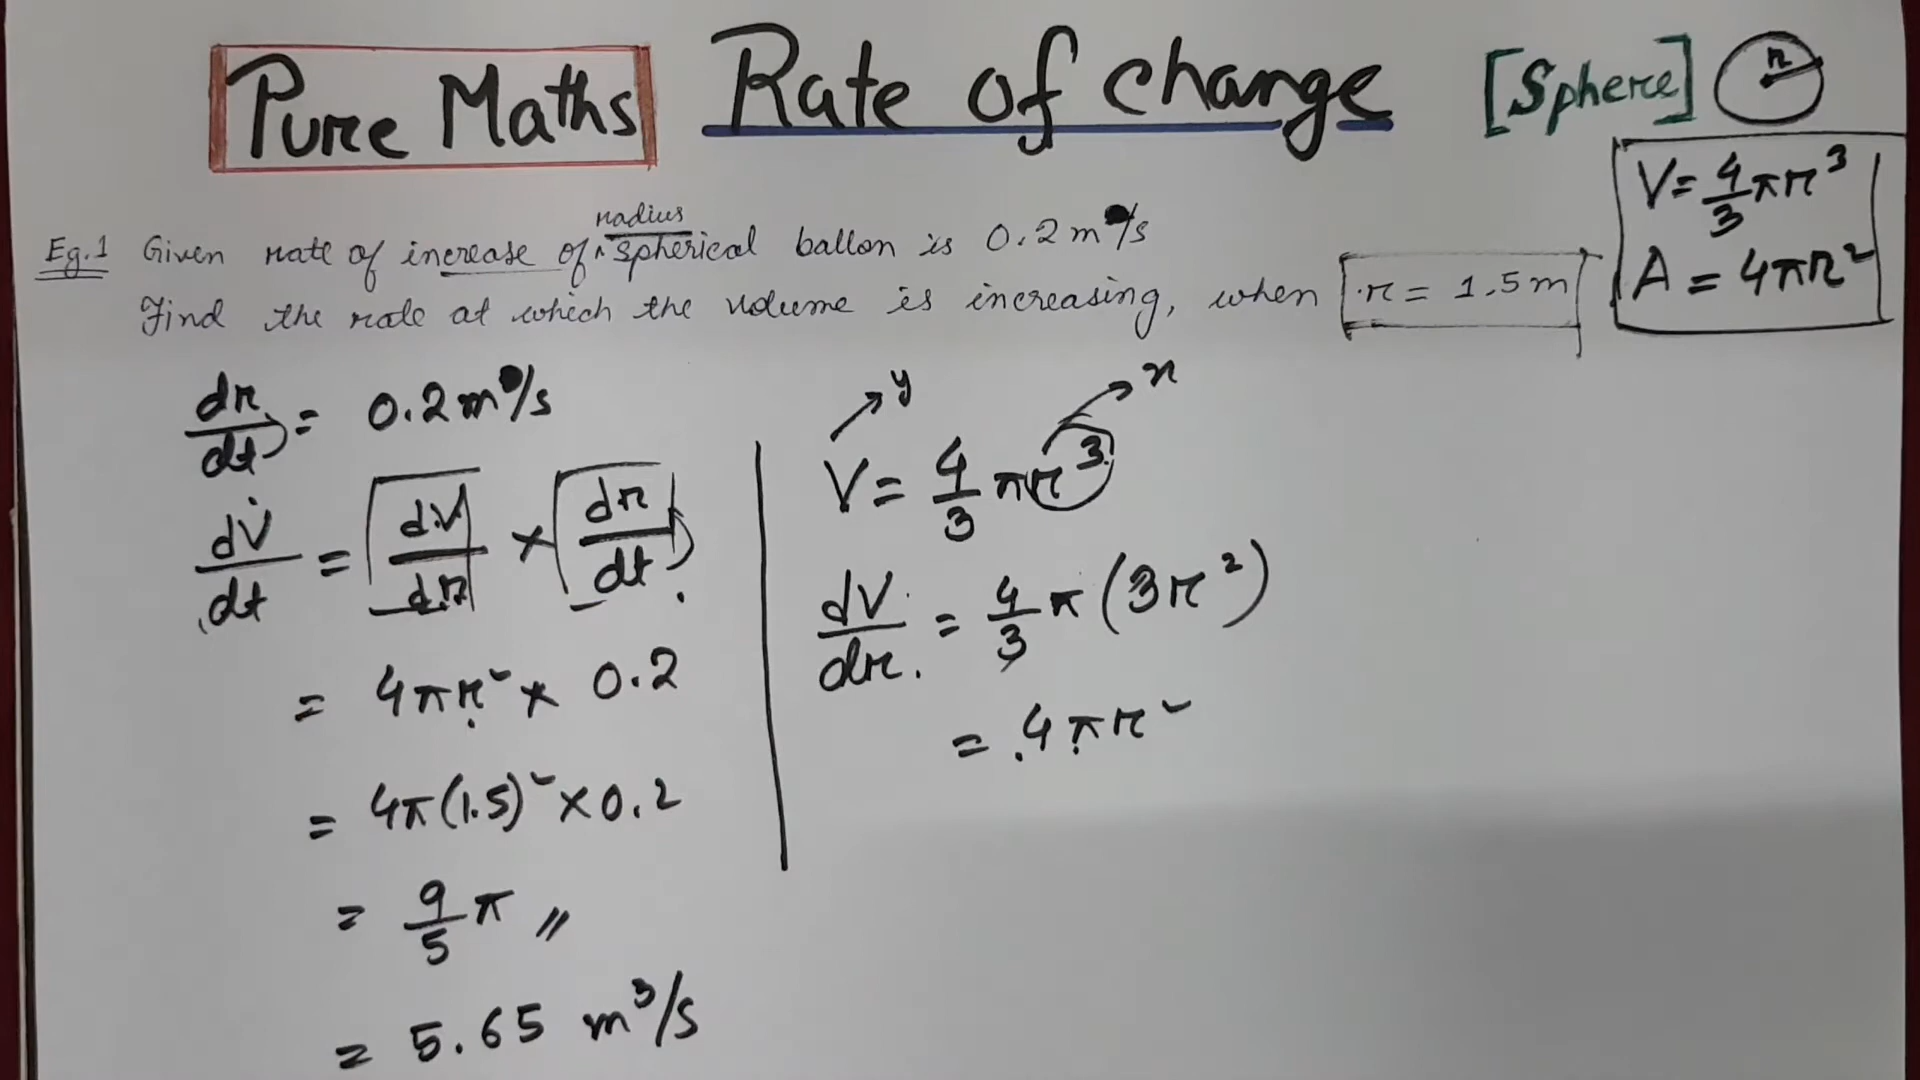 Pure Maths Rate of change [Sphere] r
V = 4/3 πr³
A = 4πr²
radius
Eg.1 Given rate of increase of ^ spherical ballon is 0.2 m/s
Find the rate at which the volume is increasing, when r = 1.5m
dr/dt = 0.2 m/s
dV/dt = dV/dr × dr/dt
= 4πr² × 0.2
= 4π(1.5)² × 0.2
= 9/5 π //
= 5.65 m³/s
y x
V = 4/3 πr³
dV/dr = 4/3 π (3r²)
= 4πr²